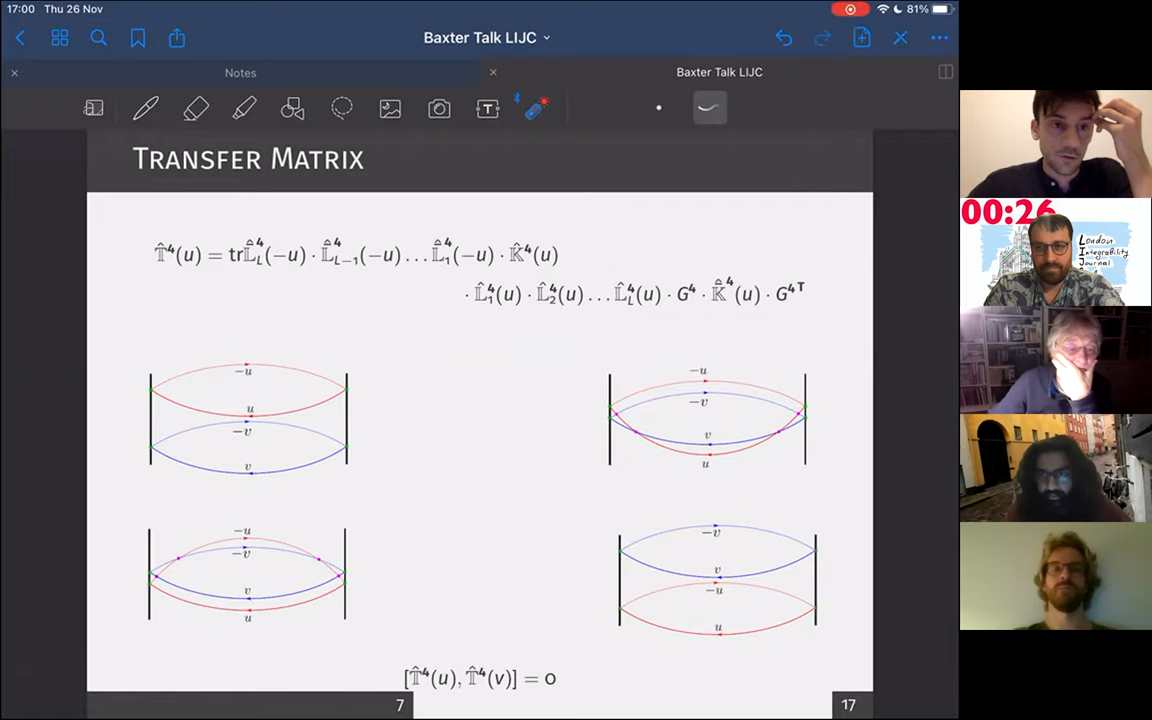 17:00 Thu 26 Nov
81%
Baxter Talk LIJC
Notes
Baxter Talk LIJC
T
TRANSFER MATRIX
𝕋̂⁴(u) = tr𝕃̂̂⁴_L(−u) · 𝕃̂̂⁴_{L−1}(−u) … 𝕃̂̂⁴_1(−u) · 𝕂̂⁴(u)
· 𝕃̂⁴_1(u) · 𝕃̂⁴_2(u) … 𝕃̂⁴_L(u) · G⁴ · 𝕂̂̂⁴(u) · G⁴ᵀ
−u
u
−v
v
−u
−v
v
u
−u
−v
v
u
−v
v
−u
u
[𝕋̂⁴(u), 𝕋̂⁴(v)] = 0
7
17
00:26
London
Integrability
Journal